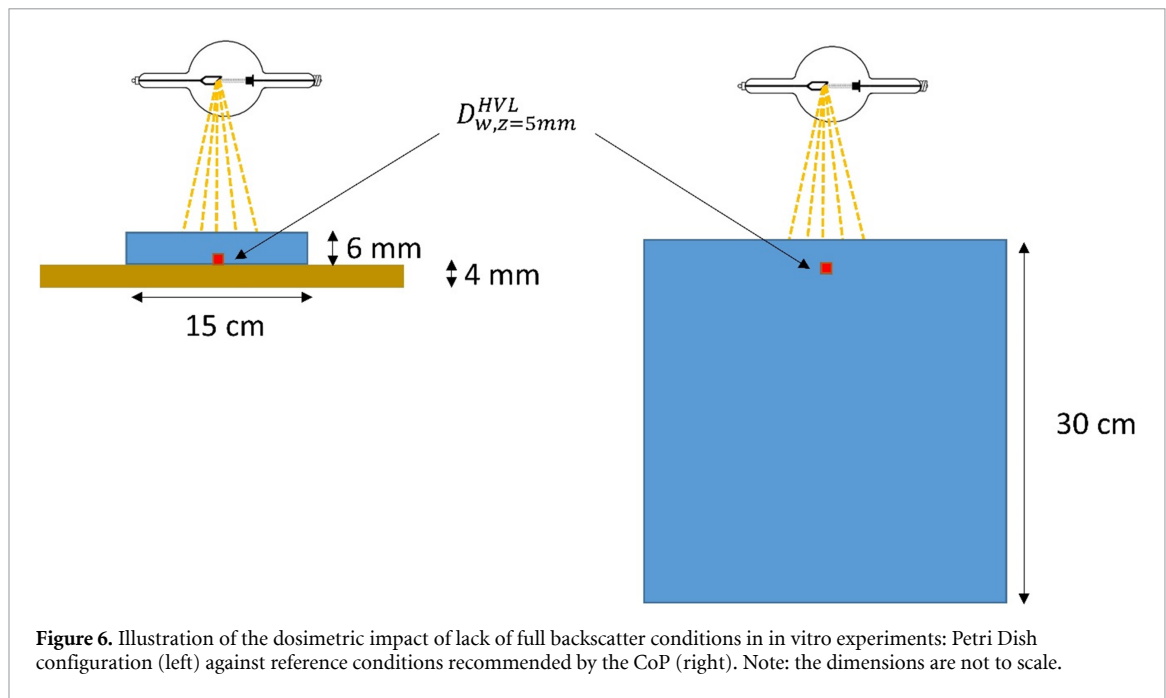 D^{HVL}_{w,z=5mm}
6 mm
4 mm
15 cm
30 cm
Figure 6. Illustration of the dosimetric impact of lack of full backscatter conditions in in vitro experiments: Petri Dish
configuration (left) against reference conditions recommended by the CoP (right). Note: the dimensions are not to scale.